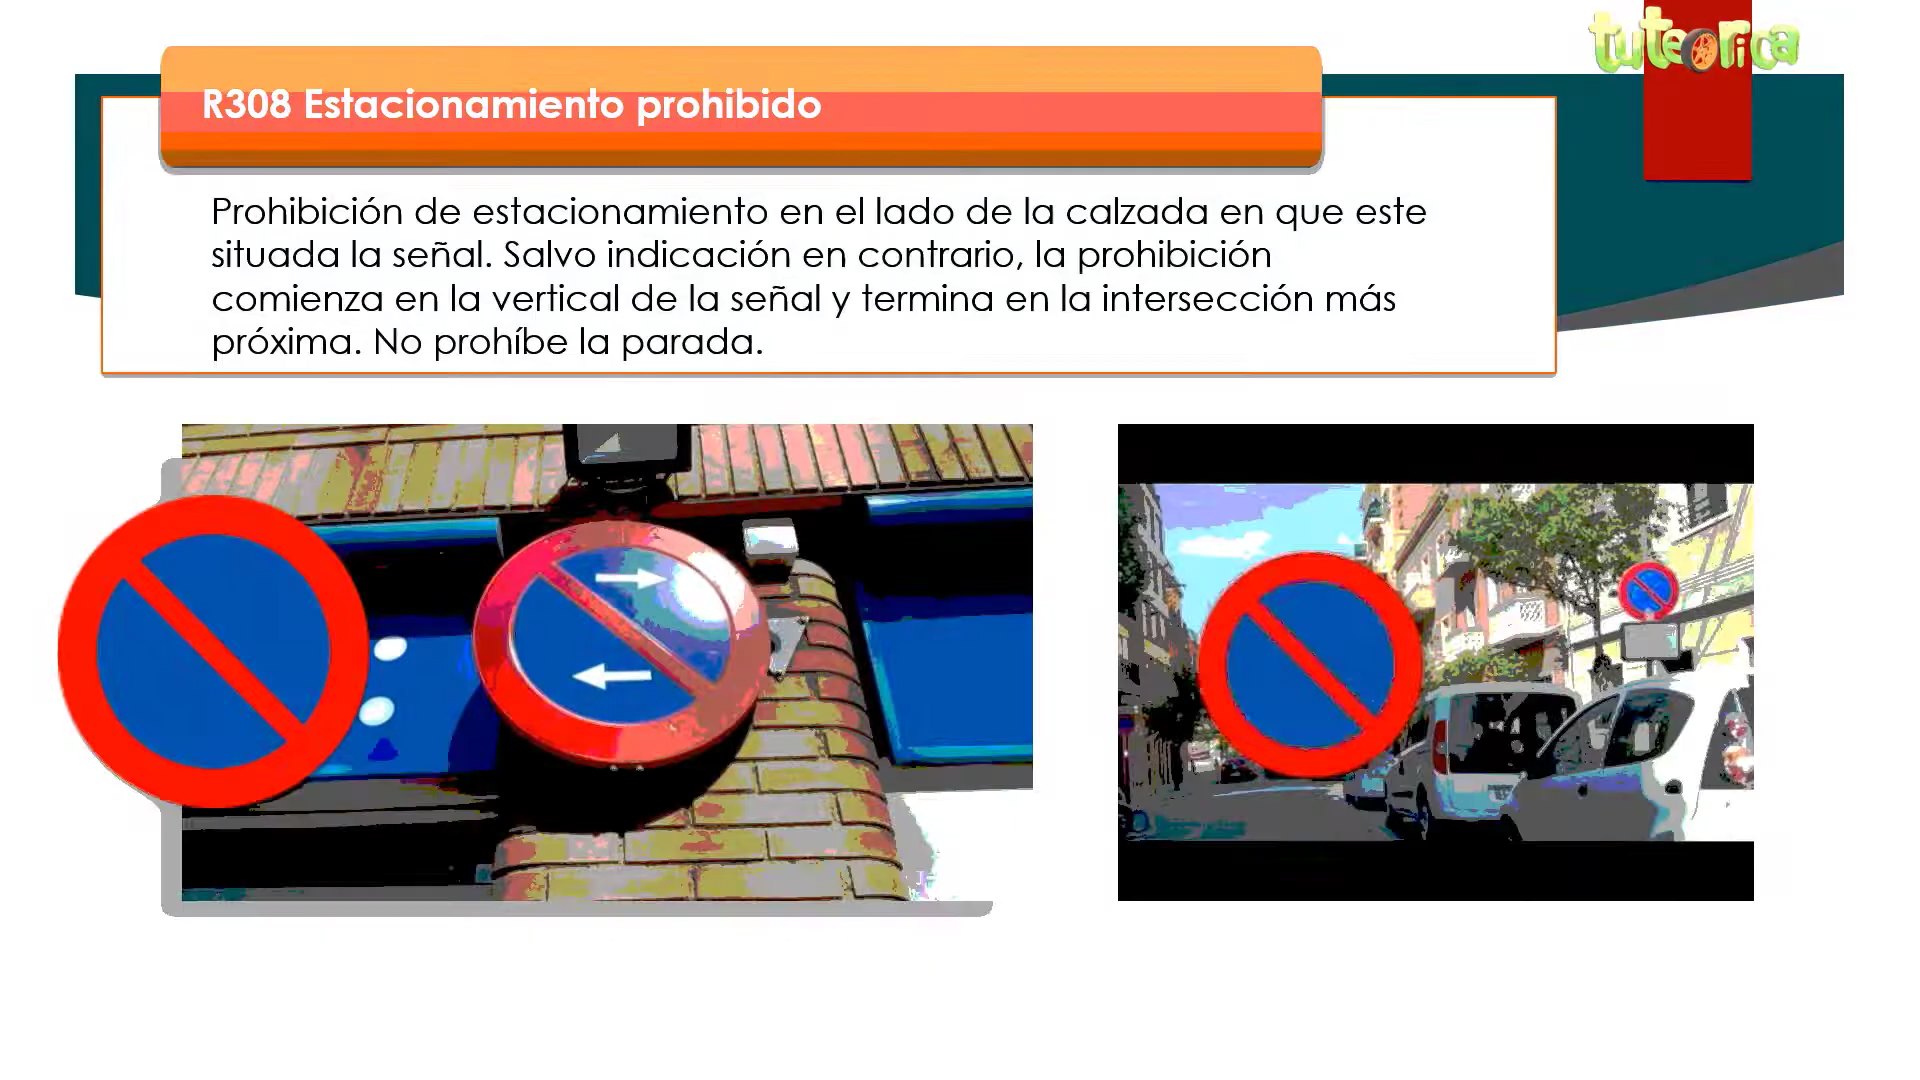 tuteorica
R308 Estacionamiento prohibido
Prohibición de estacionamiento en el lado de la calzada en que este
situada la señal. Salvo indicación en contrario, la prohibición
comienza en la vertical de la señal y termina en la intersección más
próxima. No prohíbe la parada.